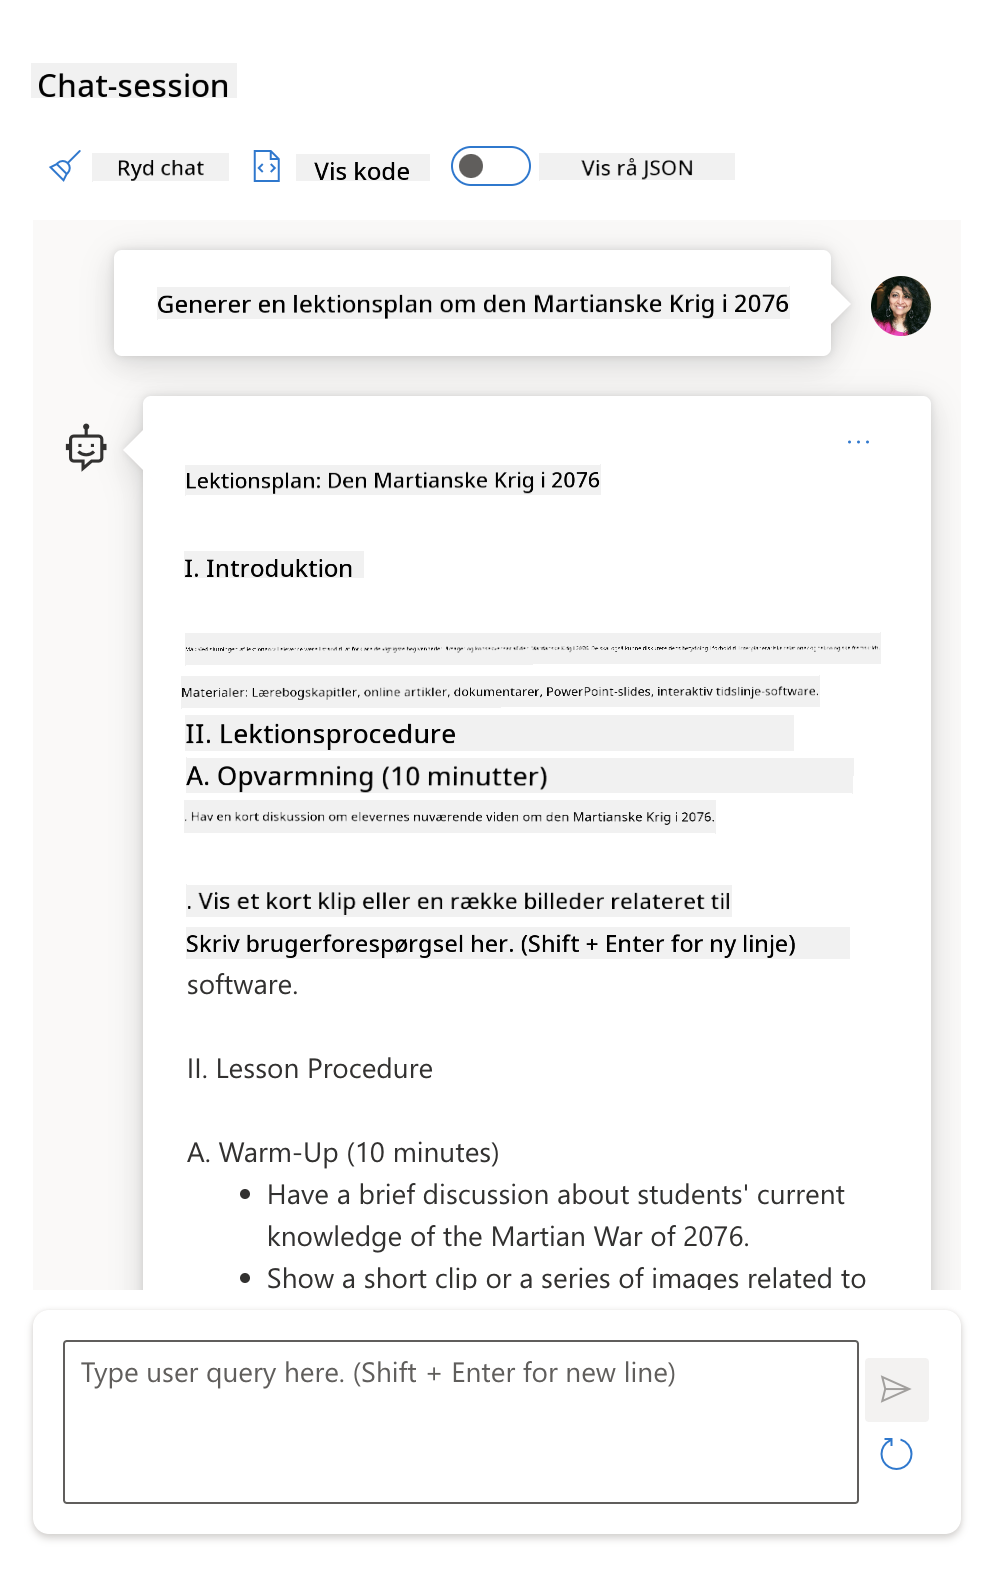 Chat-session
Ryd chat
Vis kode
Vis rå JSON
Generer en lektionsplan om den Martianske Krig i 2076
Lektionsplan: Den Martianske Krig i 2076
I. Introduktion
Materialer: Lærebogskapitler, online artikler, dokumentarer, PowerPoint-slides, interaktiv tidslinje-software.
II. Lektionsprocedure
A. Opvarmning (10 minutter)
. Hav en kort diskussion om elevernes nuværende viden om den Martianske Krig i 2076.
. Vis et kort klip eller en række billeder relateret til
Skriv brugerforespørgsel her. (Shift + Enter for ny linje)
software.
II. Lesson Procedure
A. Warm-Up (10 minutes)
Have a brief discussion about students' current
knowledge of the Martian War of 2076.
Show a short clip or a series of images related to
Type user query here. (Shift + Enter for new line)